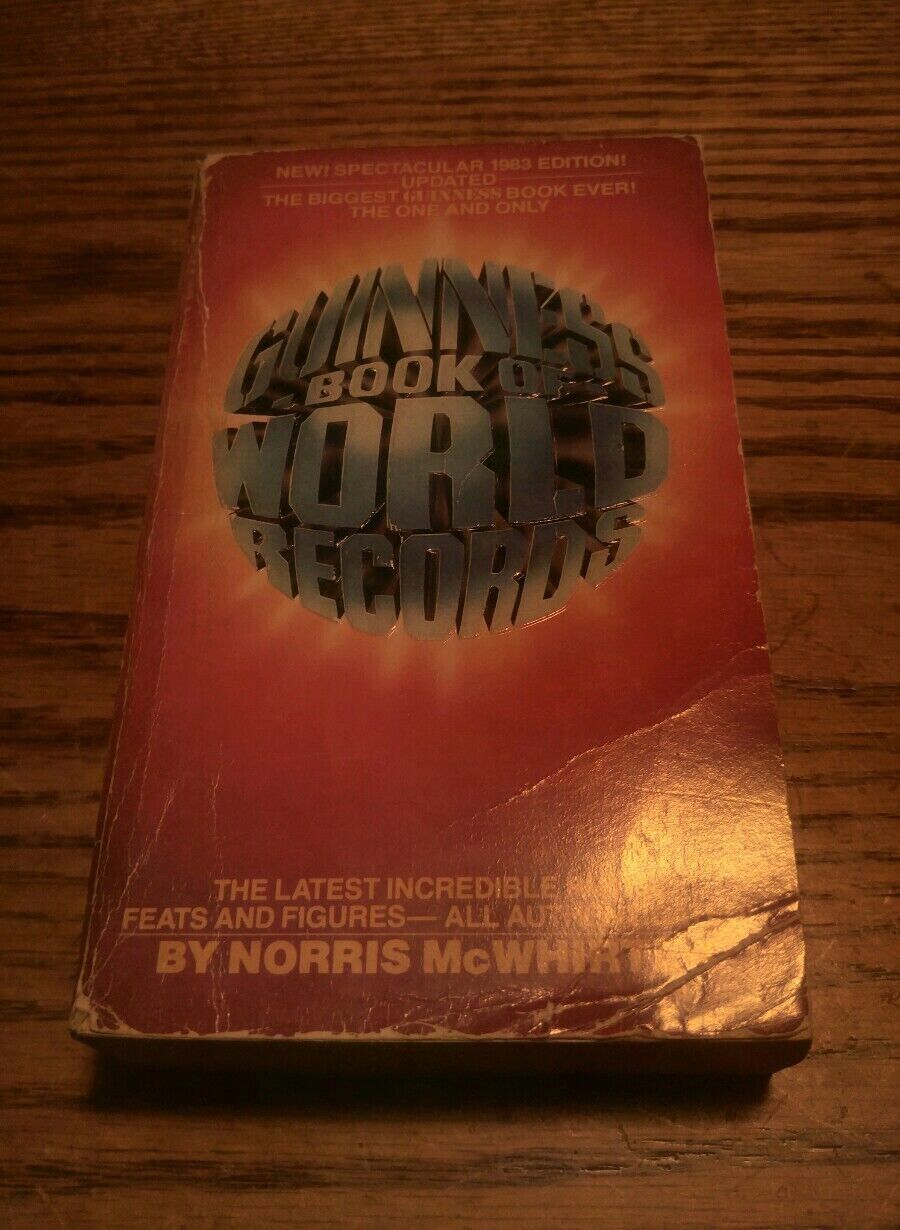 NEW! SPECTACULAR 1983 EDITION!
UPDATED
THE BIGGEST GUINNESS BOOK EVER!
THE ONE AND ONLY
GUINNESS
BOOK OF
WORLD
RECORDS
THE LATEST INCREDIBLE
FEATS AND FIGURES— ALL
BY NORRIS